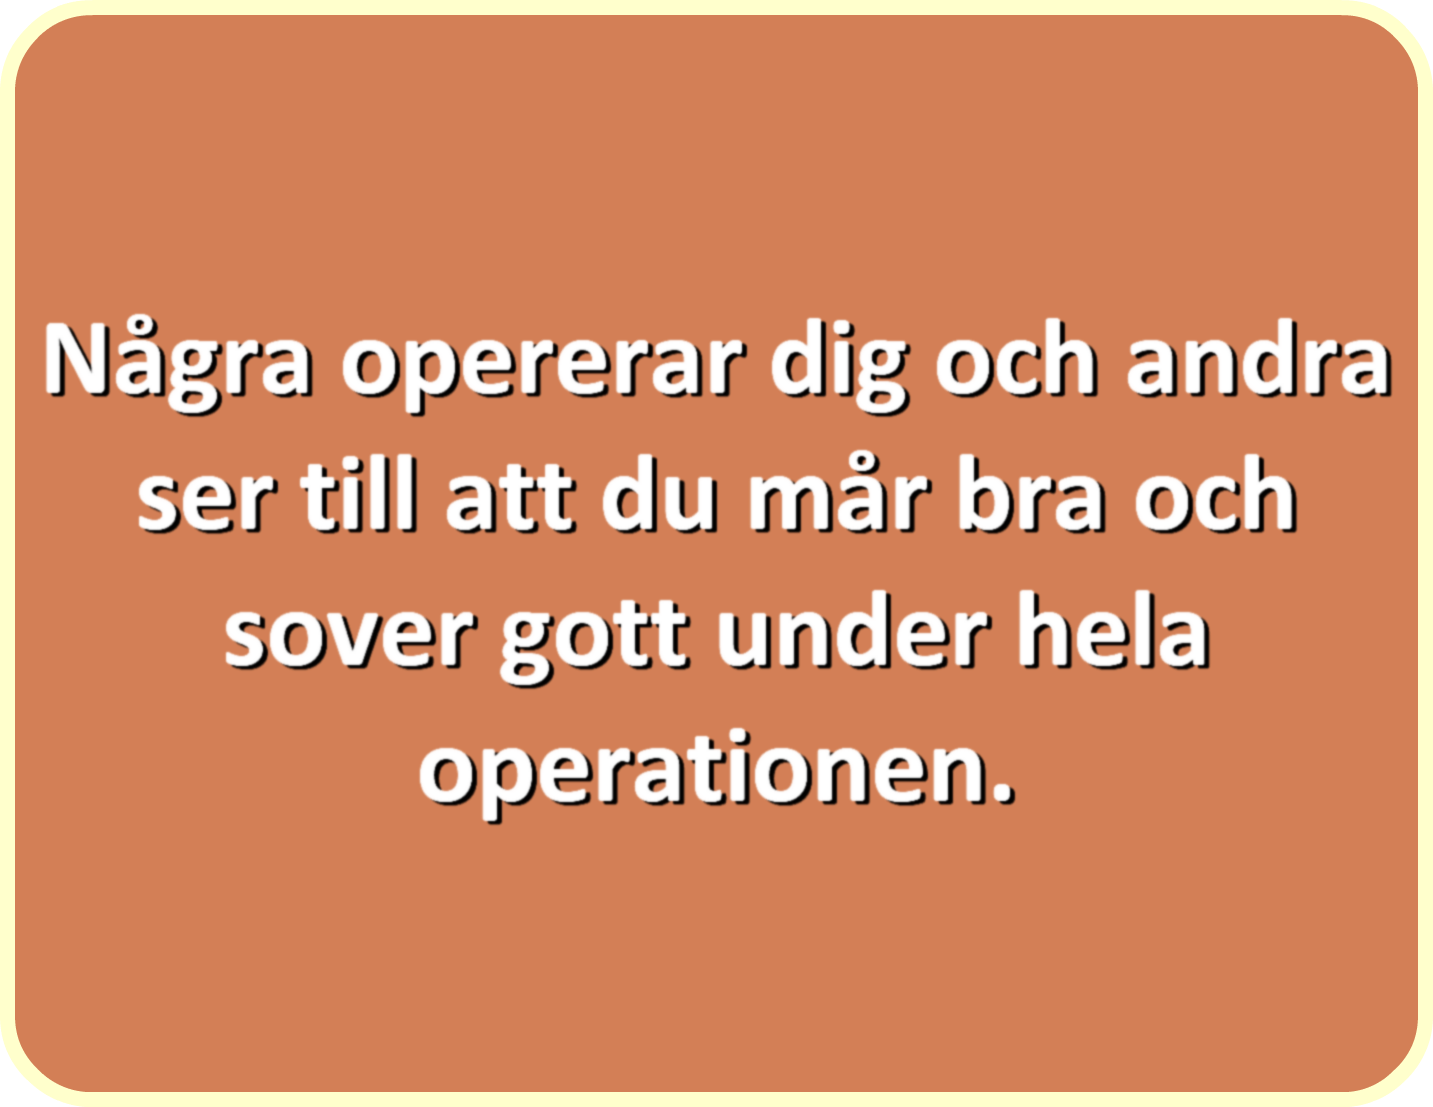 Några opererar dig och andra
ser till att du mår bra och
sover gott under hela
operationen.